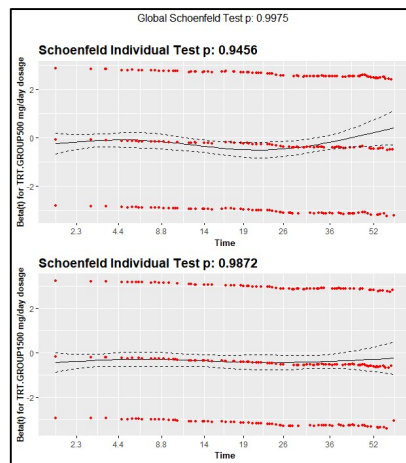 Global Schoenfeld Test p: 0.9975
Schoenfeld Individual Test p: 0.9456
Beta(t) for TRT.GROUP500 mg/day dosage
2
0
-2
2.3 4.4 8.8 14 19 26 36 52
Time
Schoenfeld Individual Test p: 0.9872
Beta(t) for TRT.GROUP1500 mg/day dosage
2
0
-2
2.3 4.4 8.8 14 19 26 36 52
Time